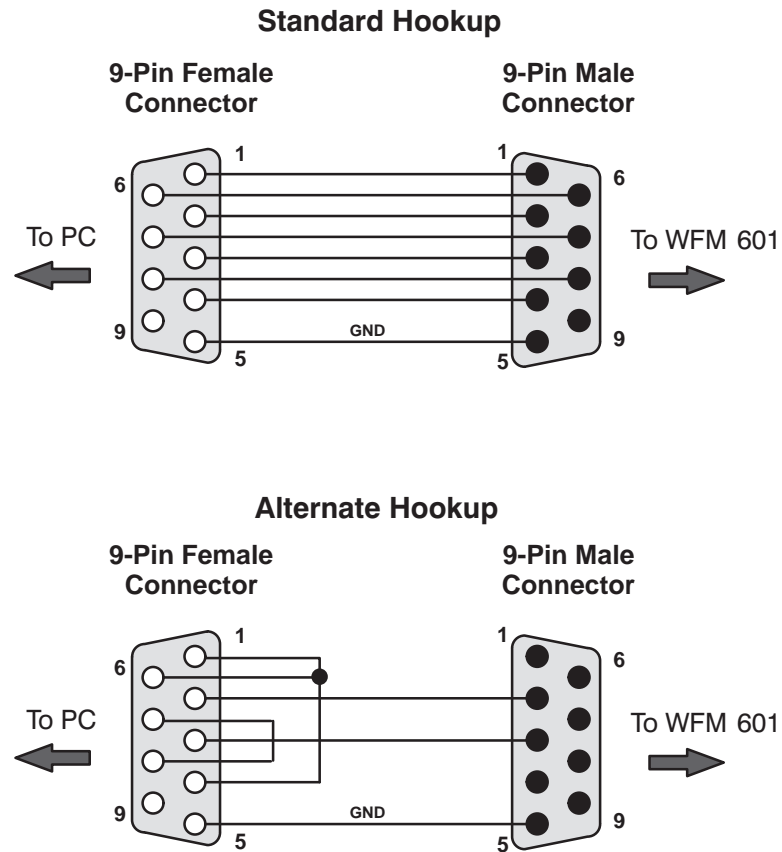 Standard Hookup
9-Pin Female
Connector
9-Pin Male
Connector
1
1
6
6
To PC
To WFM 601
GND
9
9
5
5
Alternate Hookup
9-Pin Female
Connector
9-Pin Male
Connector
1
1
6
6
To PC
To WFM 601
GND
9
9
5
5